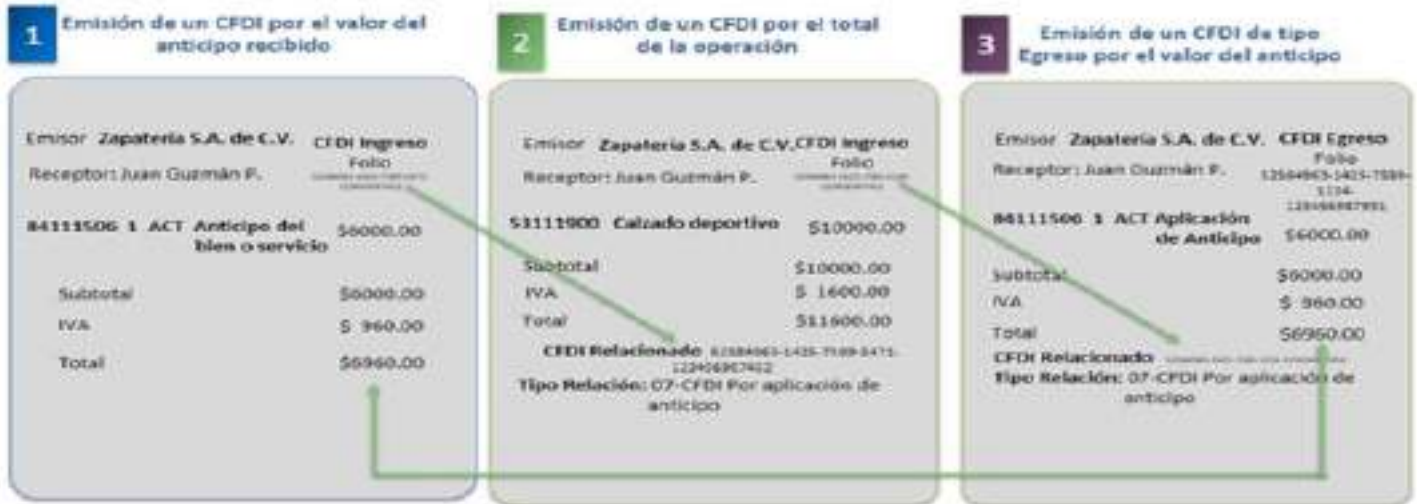 1
Emisión de un CFDI por el valor del
anticipo recibido
Emisor Zapatería S.A. de C.V. CFDI Ingreso
Folio
Receptor: Juan Guzmán P.
84111506 1 ACT Anticipo del $6000.00
bien o servicio
Subtotal $6000.00
IVA $ 960.00
Total $6960.00
2
Emisión de un CFDI por el total
de la operación
Emisor Zapatería S.A. de C.V. CFDI Ingreso
Folio
Receptor: Juan Guzmán P.
53111900 Calzado deportivo $10000.00
Subtotal $10000.00
IVA $ 1600.00
Total $11600.00
CFDI Relacionado
Tipo Relación: 07-CFDI Por aplicación de
anticipo
3
Emisión de un CFDI de tipo
Egreso por el valor del anticipo
Emisor Zapatería S.A. de C.V. CFDI Egreso
Folio
Receptor: Juan Guzmán P.
84111506 1 ACT Aplicación
de Anticipo $6000.00
Subtotal $6000.00
IVA $ 960.00
Total $6960.00
CFDI Relacionado
Tipo Relación: 07-CFDI Por aplicación de
anticipo